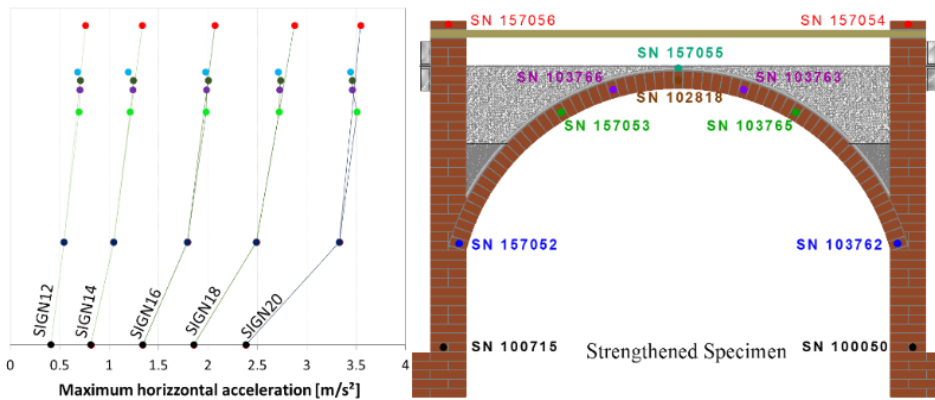 SIGN12
SIGN14
SIGN16
SIGN18
SIGN20
0 0.5 1 1.5 2 2.5 3 3.5 4
Maximum horizzontal acceleration [m/s²]
SN 157056 SN 157054
SN 157055
SN 103766 SN 103763
SN 102818
SN 157053 SN 103765
SN 157052 SN 103762
SN 100715 Strengthened Specimen SN 100050